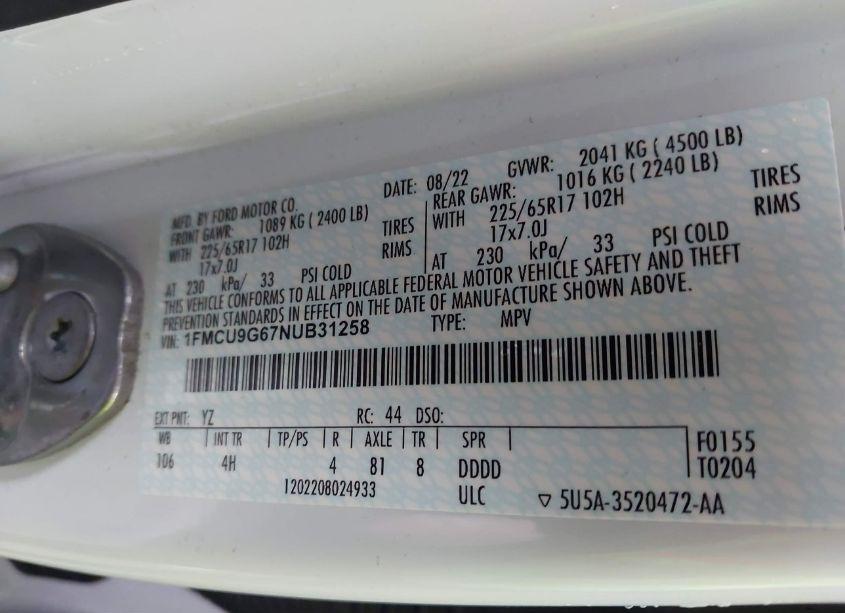 MFD. BY FORD MOTOR CO. DATE: 08/22 GVWR: 2041 KG ( 4500 LB)
FRONT GAWR: 1089 KG ( 2400 LB) REAR GAWR: 1016 KG ( 2240 LB)
WITH 225/65R17 102H TIRES WITH 225/65R17 102H TIRES
17x7.0J RIMS 17x7.0J RIMS
AT 230 kPa/ 33 PSI COLD AT 230 kPa/ 33 PSI COLD
THIS VEHICLE CONFORMS TO ALL APPLICABLE FEDERAL MOTOR VEHICLE SAFETY AND THEFT
PREVENTION STANDARDS IN EFFECT ON THE DATE OF MANUFACTURE SHOWN ABOVE.
VIN: 1FMCU9G67NUB31258 TYPE: MPV
EXT PNT: YZ RC: 44 DSO:
WB INT TR TP/PS R AXLE TR SPR F0155
106 4H 4 81 8 DDDD T0204
1202208024933 ULC ▽ 5U5A-3520472-AA